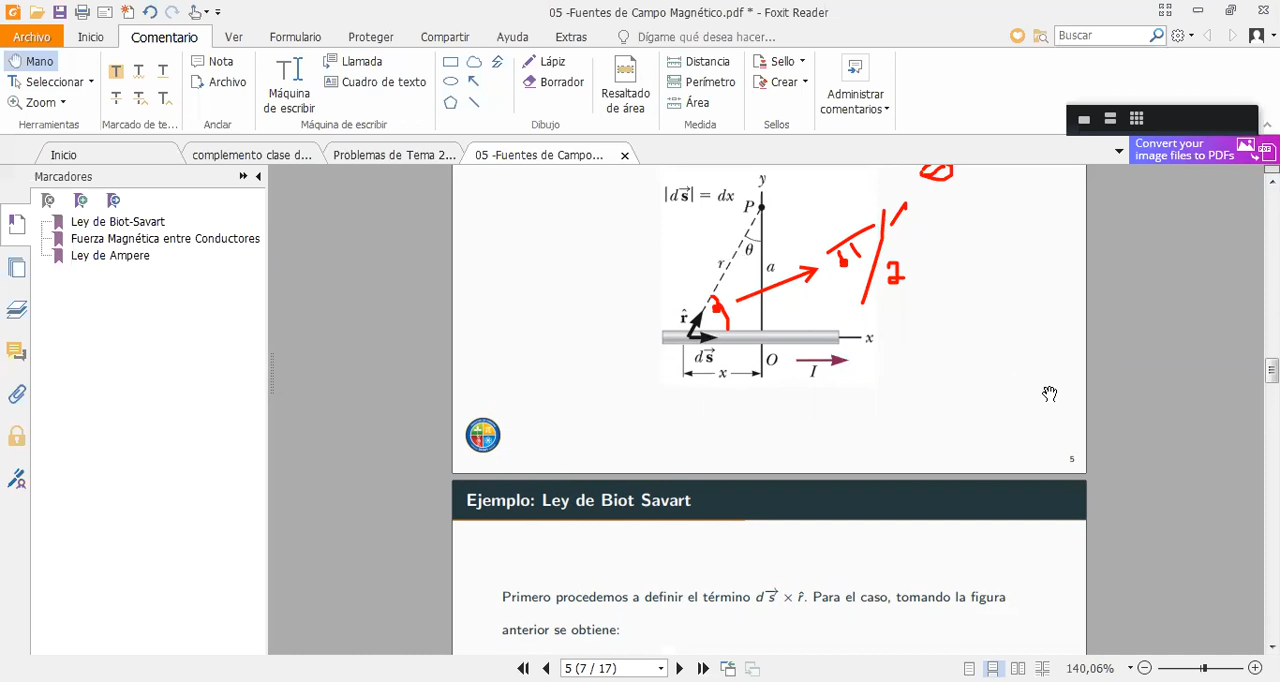 05 -Fuentes de Campo Magnético.pdf * - Foxit Reader
Archivo Inicio Comentario Ver Formulario Proteger Compartir Ayuda Extras Dígame qué desea hacer... Buscar
Mano
Seleccionar
Zoom
Herramientas
T T T
T T T
Marcado de te...
Nota
Archivo
Anclar
Máquina
de escribir
Llamada
Cuadro de texto
Máquina de escribir
Lápiz
Borrador
Dibujo
Resaltado
de área
Distancia
Perímetro
Área
Medida
Sello
Crear
Sellos
Administrar
comentarios
Inicio complemento clase d... Problemas de Tema 2... 05 -Fuentes de Campo...
Convert your
image files to PDFs
Marcadores
Ley de Biot-Savart
Fuerza Magnética entre Conductores
Ley de Ampere
y
|ds⃗| = dx
P
θ
r
a
r̂
x
ds⃗
O
I
x
5
Ejemplo: Ley de Biot Savart
Primero procedemos a definir el término ds⃗ × r̂. Para el caso, tomando la figura
anterior se obtiene:
5 (7 / 17)
140,06%